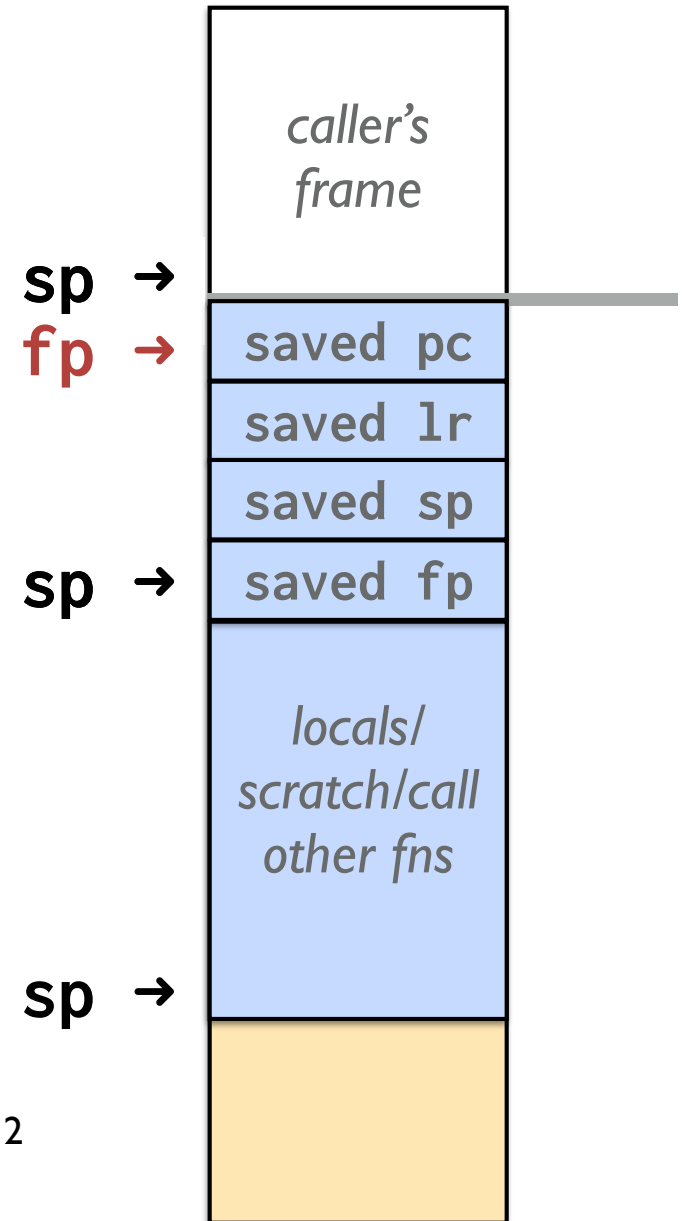 caller’s
frame
sp ➜
fp ➜ saved pc
saved lr
saved sp
sp ➜ saved fp
locals/
scratch/call
other fns
sp ➜
2